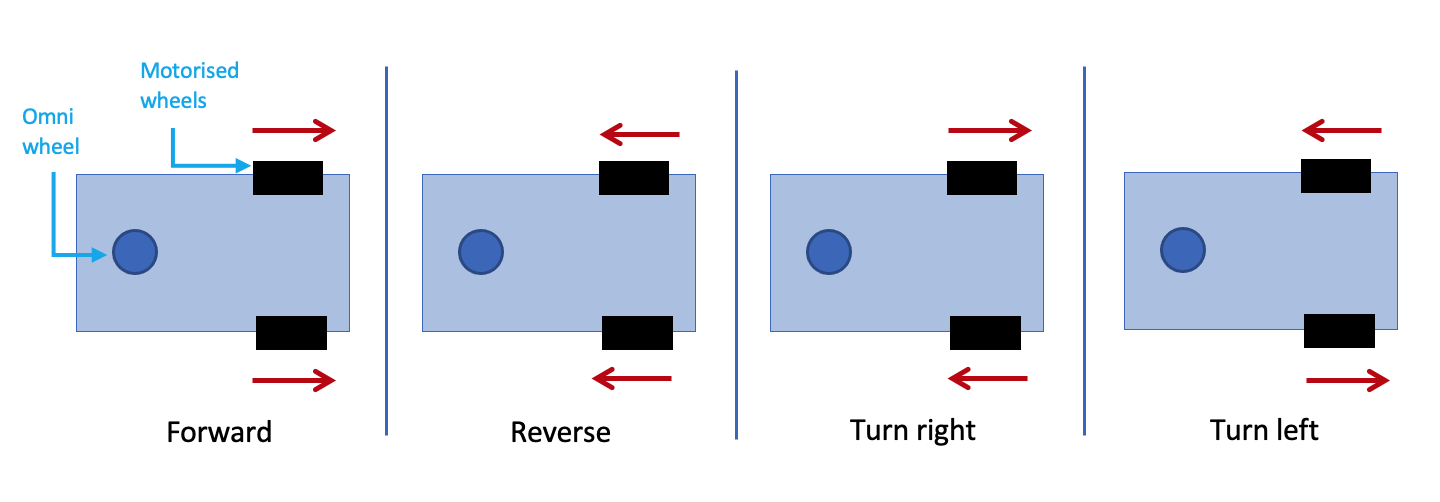 Motorised
wheels
Omni
wheel
Forward
Reverse
Turn right
Turn left